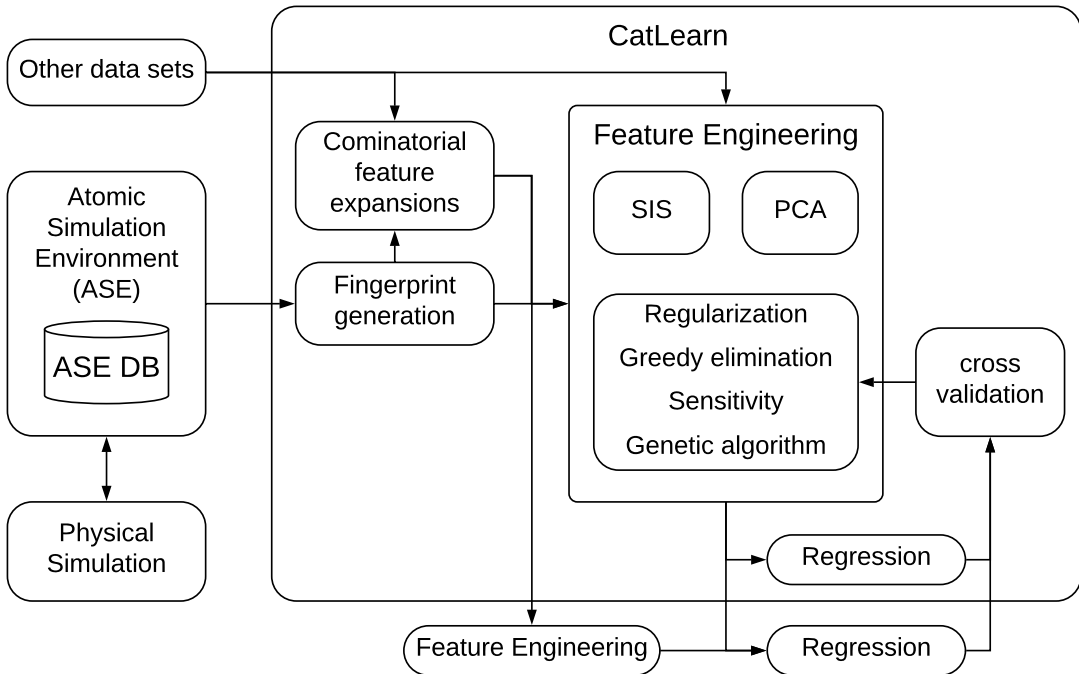 CatLearn
Other data sets
Cominatorial
feature
expansions
Feature Engineering
SIS
PCA
Atomic
Simulation
Environment
(ASE)
ASE DB
Fingerprint
generation
Regularization
Greedy elimination
Sensitivity
Genetic algorithm
cross
validation
Physical
Simulation
Regression
Feature Engineering
Regression